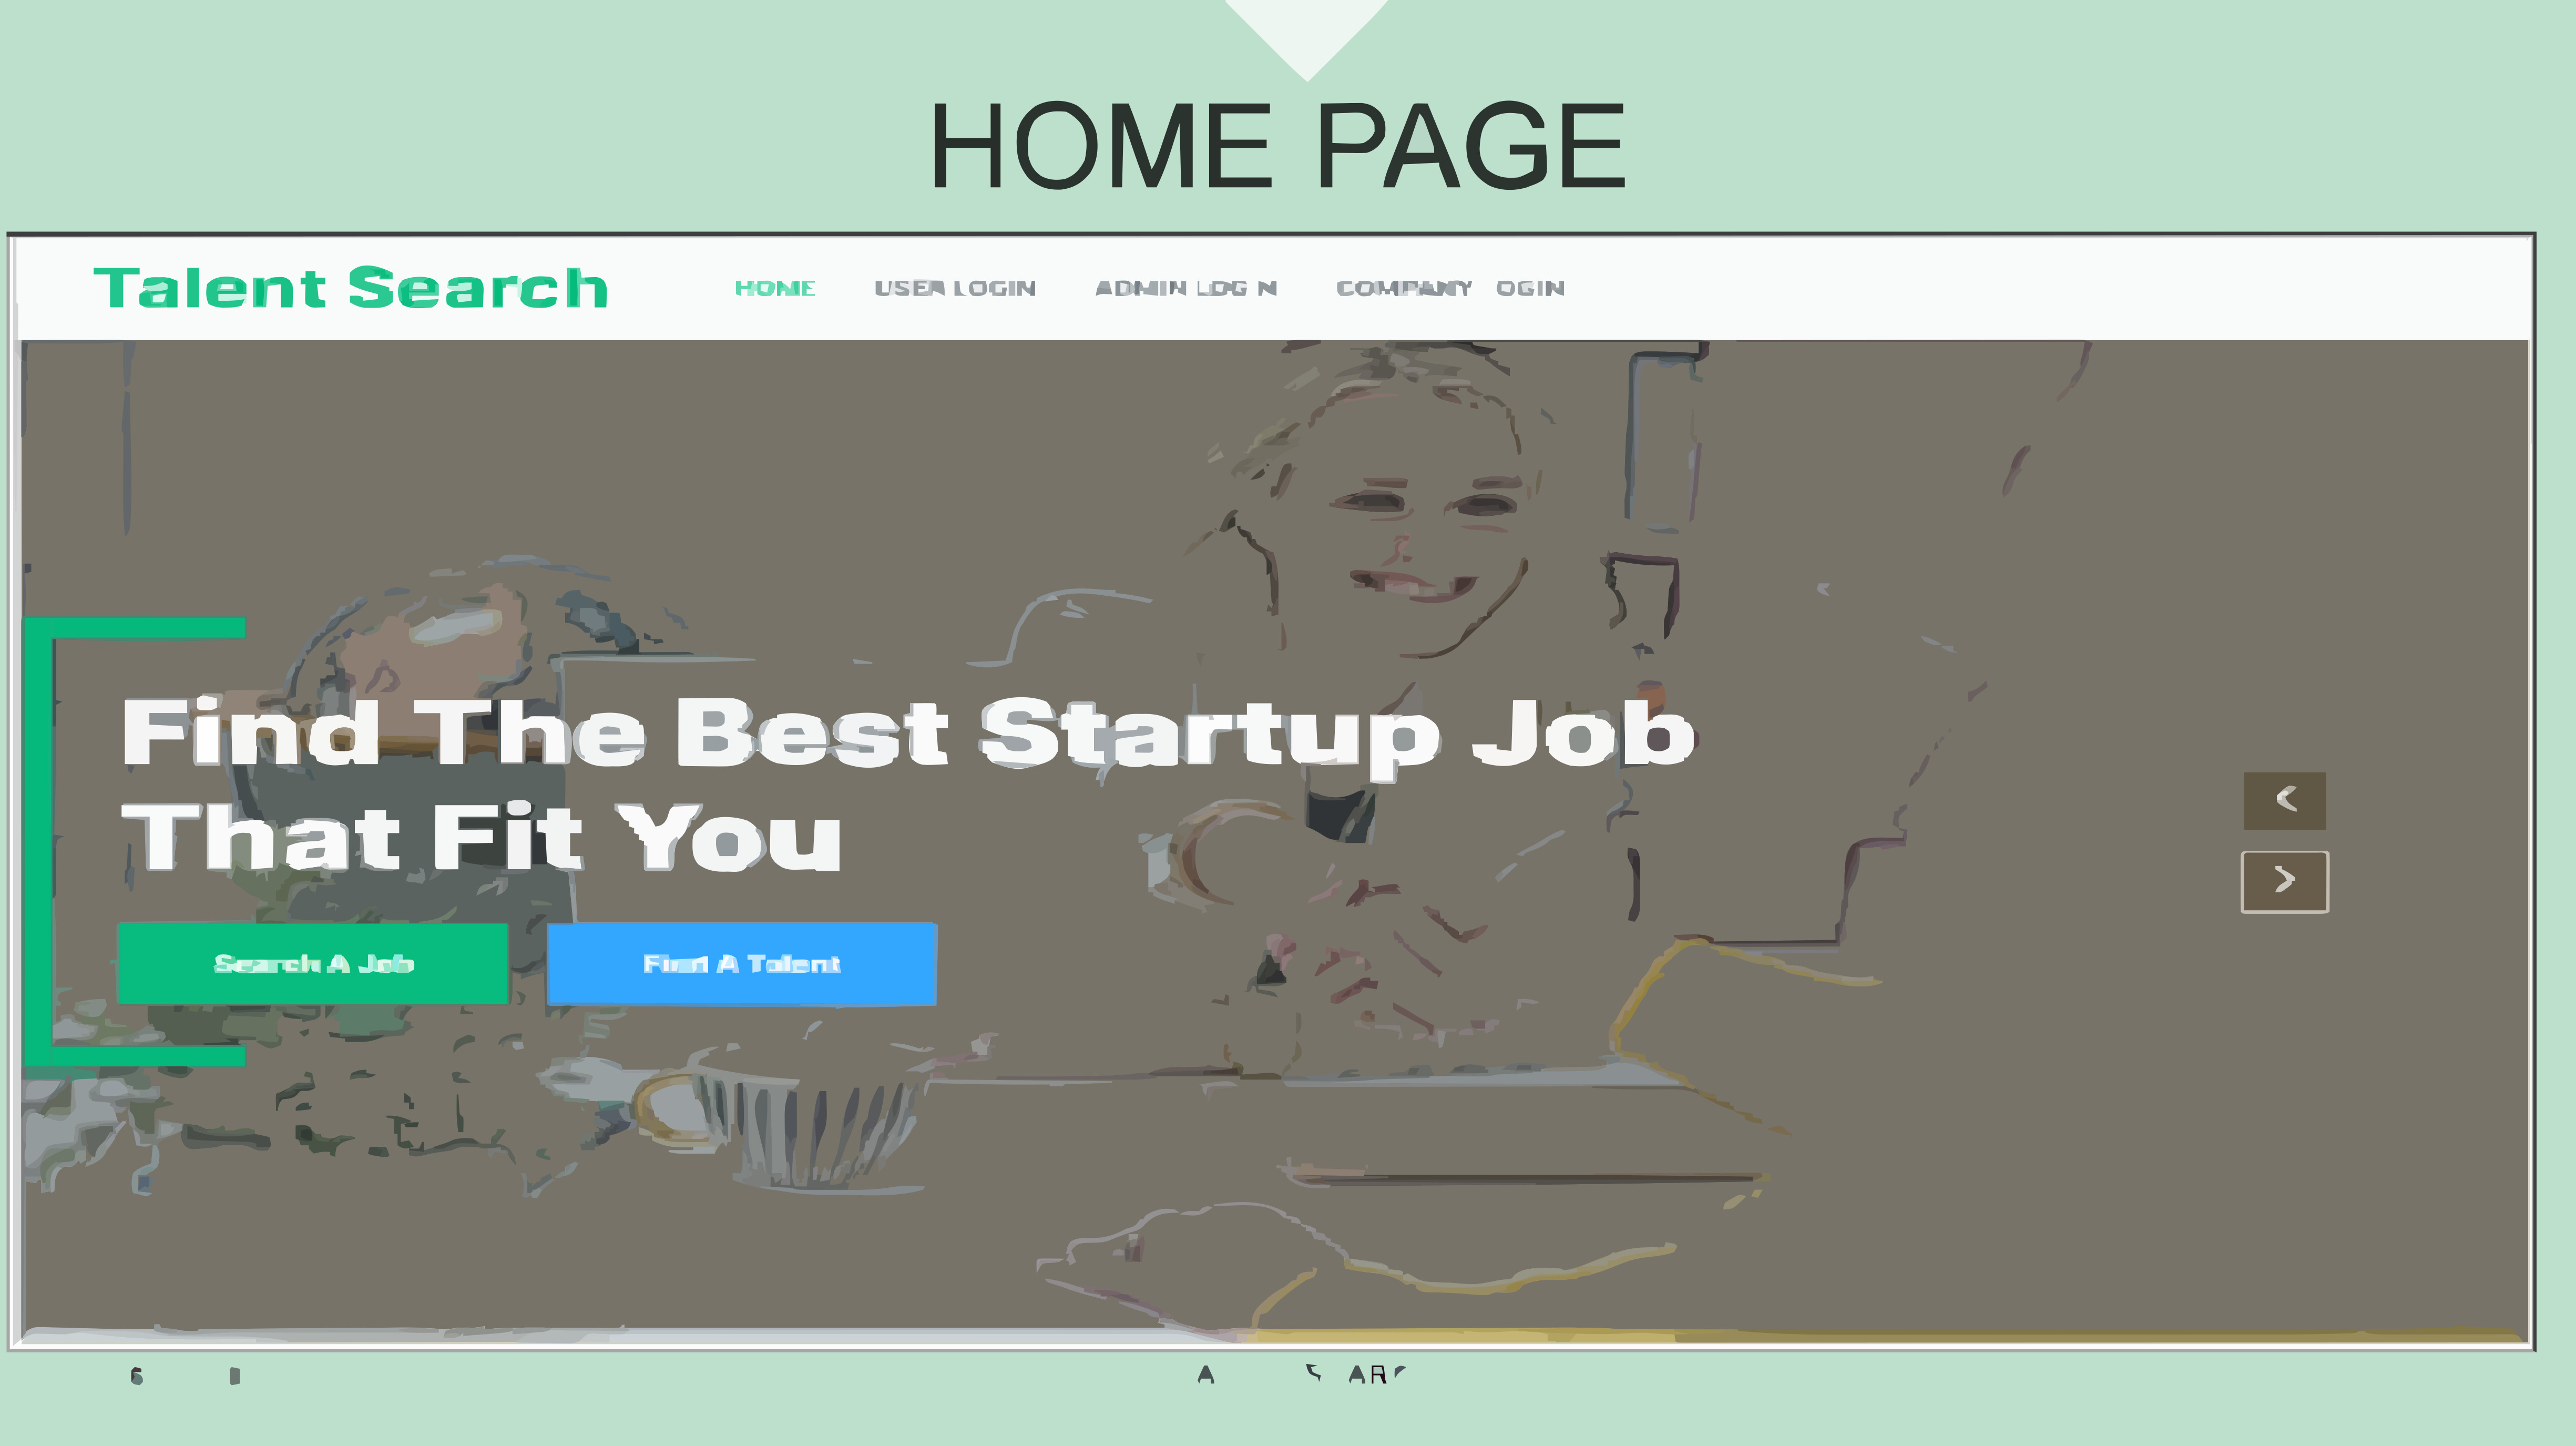 HOME PAGE
Talent Search HOME USER LOGIN ADMIN LOGIN COMPANY LOGIN
Find The Best Startup Job
That Fit You
Search A Job Find A Talent